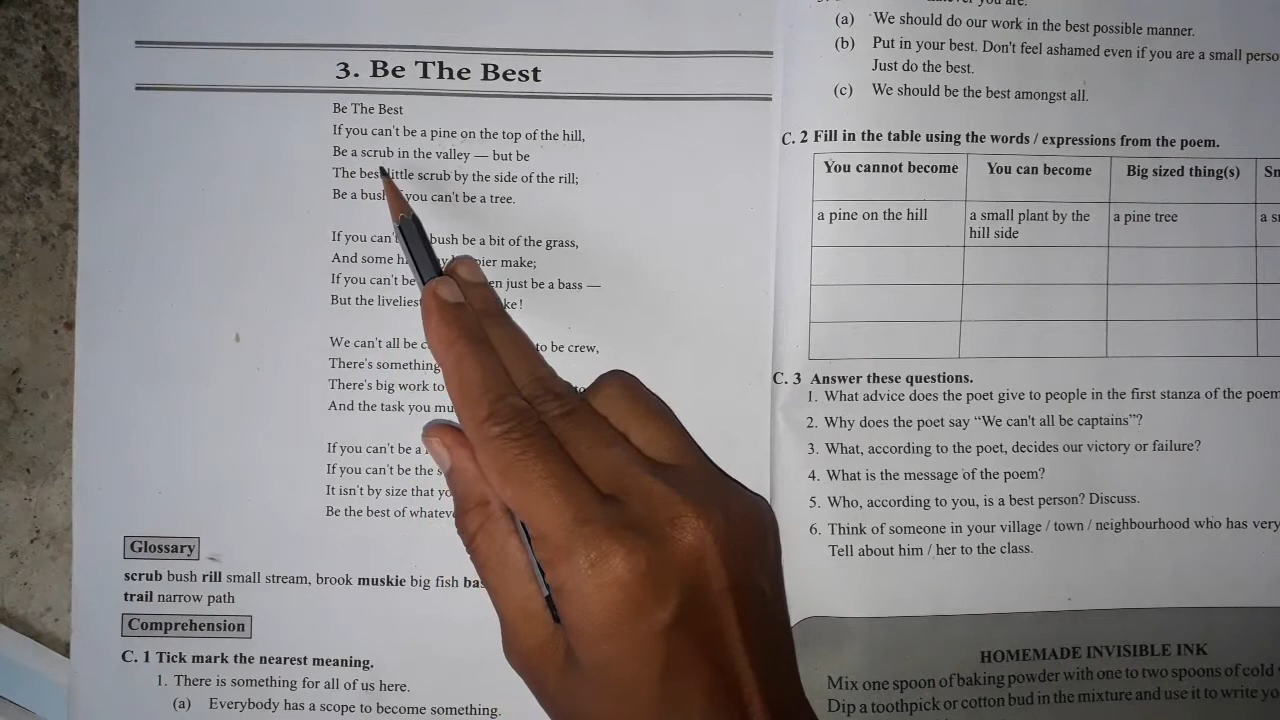 3. Be The Best
Be The Best
If you can't be a pine on the top of the hill,
Be a scrub in the valley — but be
The best little scrub by the side of the rill;
Be a bush you can't be a tree.
If you can't bush be a bit of the grass,
And some make;
If you can't be just be a bass —
But the
We can't all be to be crew,
There's something
There's big work to
And the task you
If you can't be a
If you can't be the
It isn't by size that
Be the best of
Glossary
scrub bush rill small stream, brook muskie big fish
trail narrow path
Comprehension
C. 1 Tick mark the nearest meaning.
1. There is something for all of us here.
(a) Everybody has a scope to become something.
you are.
(a) We should do our work in the best possible manner.
(b) Put in your best. Don't feel ashamed even if you are a small
Just do the best.
(c) We should be the best amongst all.
C. 2 Fill in the table using the words / expressions from the poem.
You cannot become You can become Big sized thing(s)
a pine on the hill a small plant by the a pine tree a
hill side
C. 3 Answer these questions.
1. What advice does the poet give to people in the first stanza of the poem
2. Why does the poet say “We can't all be captains”?
3. What, according to the poet, decides our victory or failure?
4. What is the message of the poem?
5. Who, according to you, is a best person? Discuss.
6. Think of someone in your village / town / neighbourhood who has very
Tell about him / her to the class.
HOMEMADE INVISIBLE INK
Mix one spoon of baking powder with one to two spoons of cold
Dip a toothpick or cotton bud in the mixture and use it to write